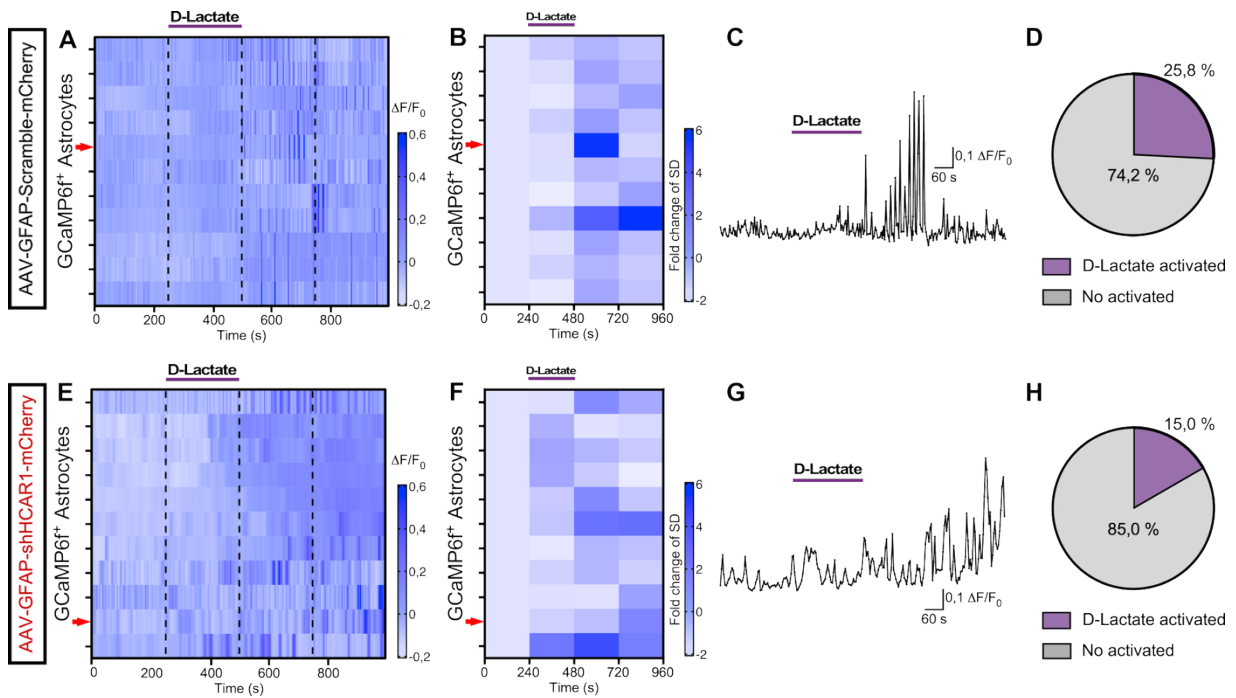 AAV-GFAP-Scramble-mCherry
A
D-Lactate
GCaMP6f⁺ Astrocytes
ΔF/F₀
0,6
0,4
0,2
0
-0,2
0 200 400 600 800
Time (s)
B
D-Lactate
GCaMP6f⁺ Astrocytes
Fold change of SD
6
4
2
0
-2
0 240 480 720 960
Time (s)
C
D-Lactate
0,1 ΔF/F₀
60 s
D
25,8 %
74,2 %
D-Lactate activated
No activated
AAV-GFAP-shHCAR1-mCherry
E
D-Lactate
GCaMP6f⁺ Astrocytes
ΔF/F₀
0,6
0,4
0,2
0
-0,2
0 200 400 600 800
Time (s)
F
D-Lactate
GCaMP6f⁺ Astrocytes
Fold change of SD
6
4
2
0
-2
0 240 480 720 960
Time (s)
G
D-Lactate
0,1 ΔF/F₀
60 s
H
15,0 %
85,0 %
D-Lactate activated
No activated